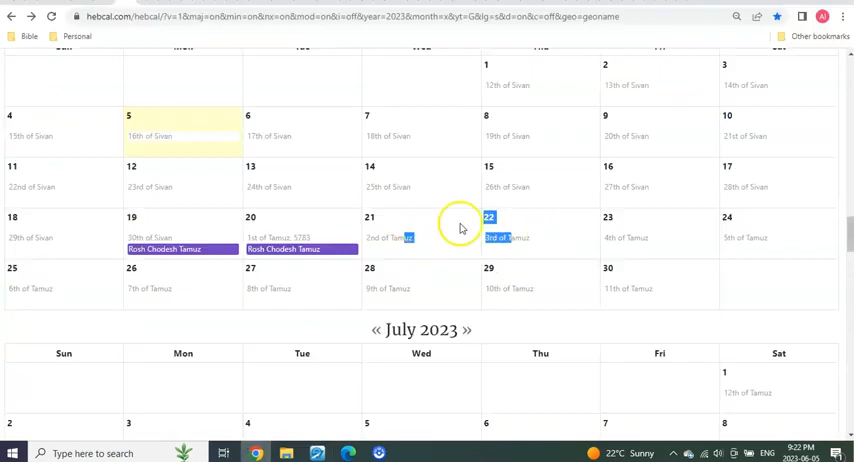 hebcal.com/hebcal/?v=1&maj=on&min=on&nx=on&mod=on&i=off&year=2023&month=x&yt=G&lg=s&d=on&c=off&geo=geoname
AI
Bible Personal Other bookmarks
1 2 3
12th of Sivan 13th of Sivan 14th of Sivan
4 5 6 7 8 9 10
15th of Sivan 16th of Sivan 17th of Sivan 18th of Sivan 19th of Sivan 20th of Sivan 21st of Sivan
11 12 13 14 15 16 17
22nd of Sivan 23rd of Sivan 24th of Sivan 25th of Sivan 26th of Sivan 27th of Sivan 28th of Sivan
18 19 20 21 22 23 24
29th of Sivan 30th of Sivan 1st of Tamuz, 5783 2nd of Tamuz 3rd of Tamuz 4th of Tamuz 5th of Tamuz
Rosh Chodesh Tamuz Rosh Chodesh Tamuz
25 26 27 28 29 30
6th of Tamuz 7th of Tamuz 8th of Tamuz 9th of Tamuz 10th of Tamuz 11th of Tamuz
« July 2023 »
Sun Mon Tue Wed Thu Fri Sat
1
12th of Tamuz
2 3 4 5 6 7 8
Type here to search 22°C Sunny ENG 9:22 PM
2023-06-05